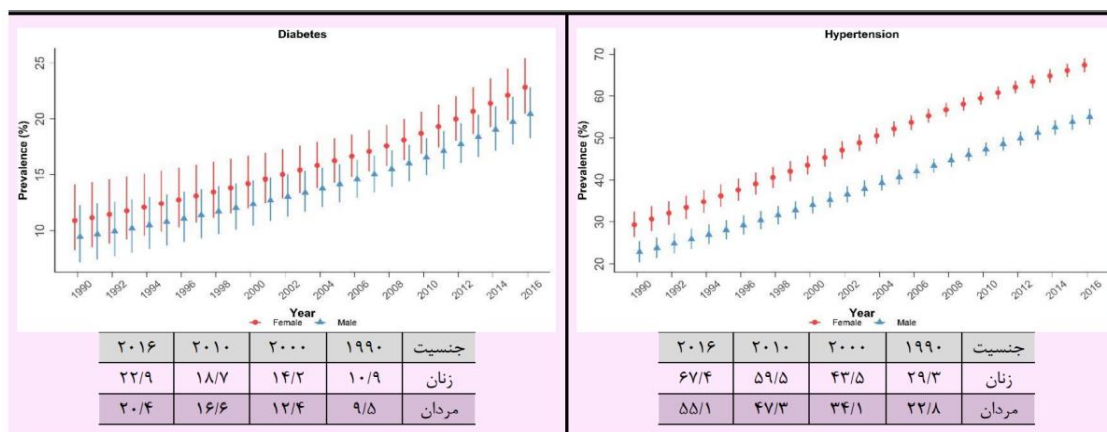 Diabetes
Prevalence (%)
25
20
15
10
1990 1992 1994 1996 1998 2000 2002 2004 2006 2008 2010 2012 2014 2016
Year
Female Male
جنسیت ۱۹۹۰ ۲۰۰۰ ۲۰۱۰ ۲۰۱۶
زنان ۱۰/۹ ۱۴/۲ ۱۸/۷ ۲۲/۹
مردان ۹/۵ ۱۲/۴ ۱۶/۶ ۲۰/۴
Hypertension
Prevalence (%)
70
60
50
40
30
20
1990 1992 1994 1996 1998 2000 2002 2004 2006 2008 2010 2012 2014 2016
Year
Female Male
جنسیت ۱۹۹۰ ۲۰۰۰ ۲۰۱۰ ۲۰۱۶
زنان ۲۹/۳ ۴۳/۵ ۵۹/۵ ۶۷/۴
مردان ۲۲/۸ ۳۴/۱ ۴۷/۳ ۵۵/۱